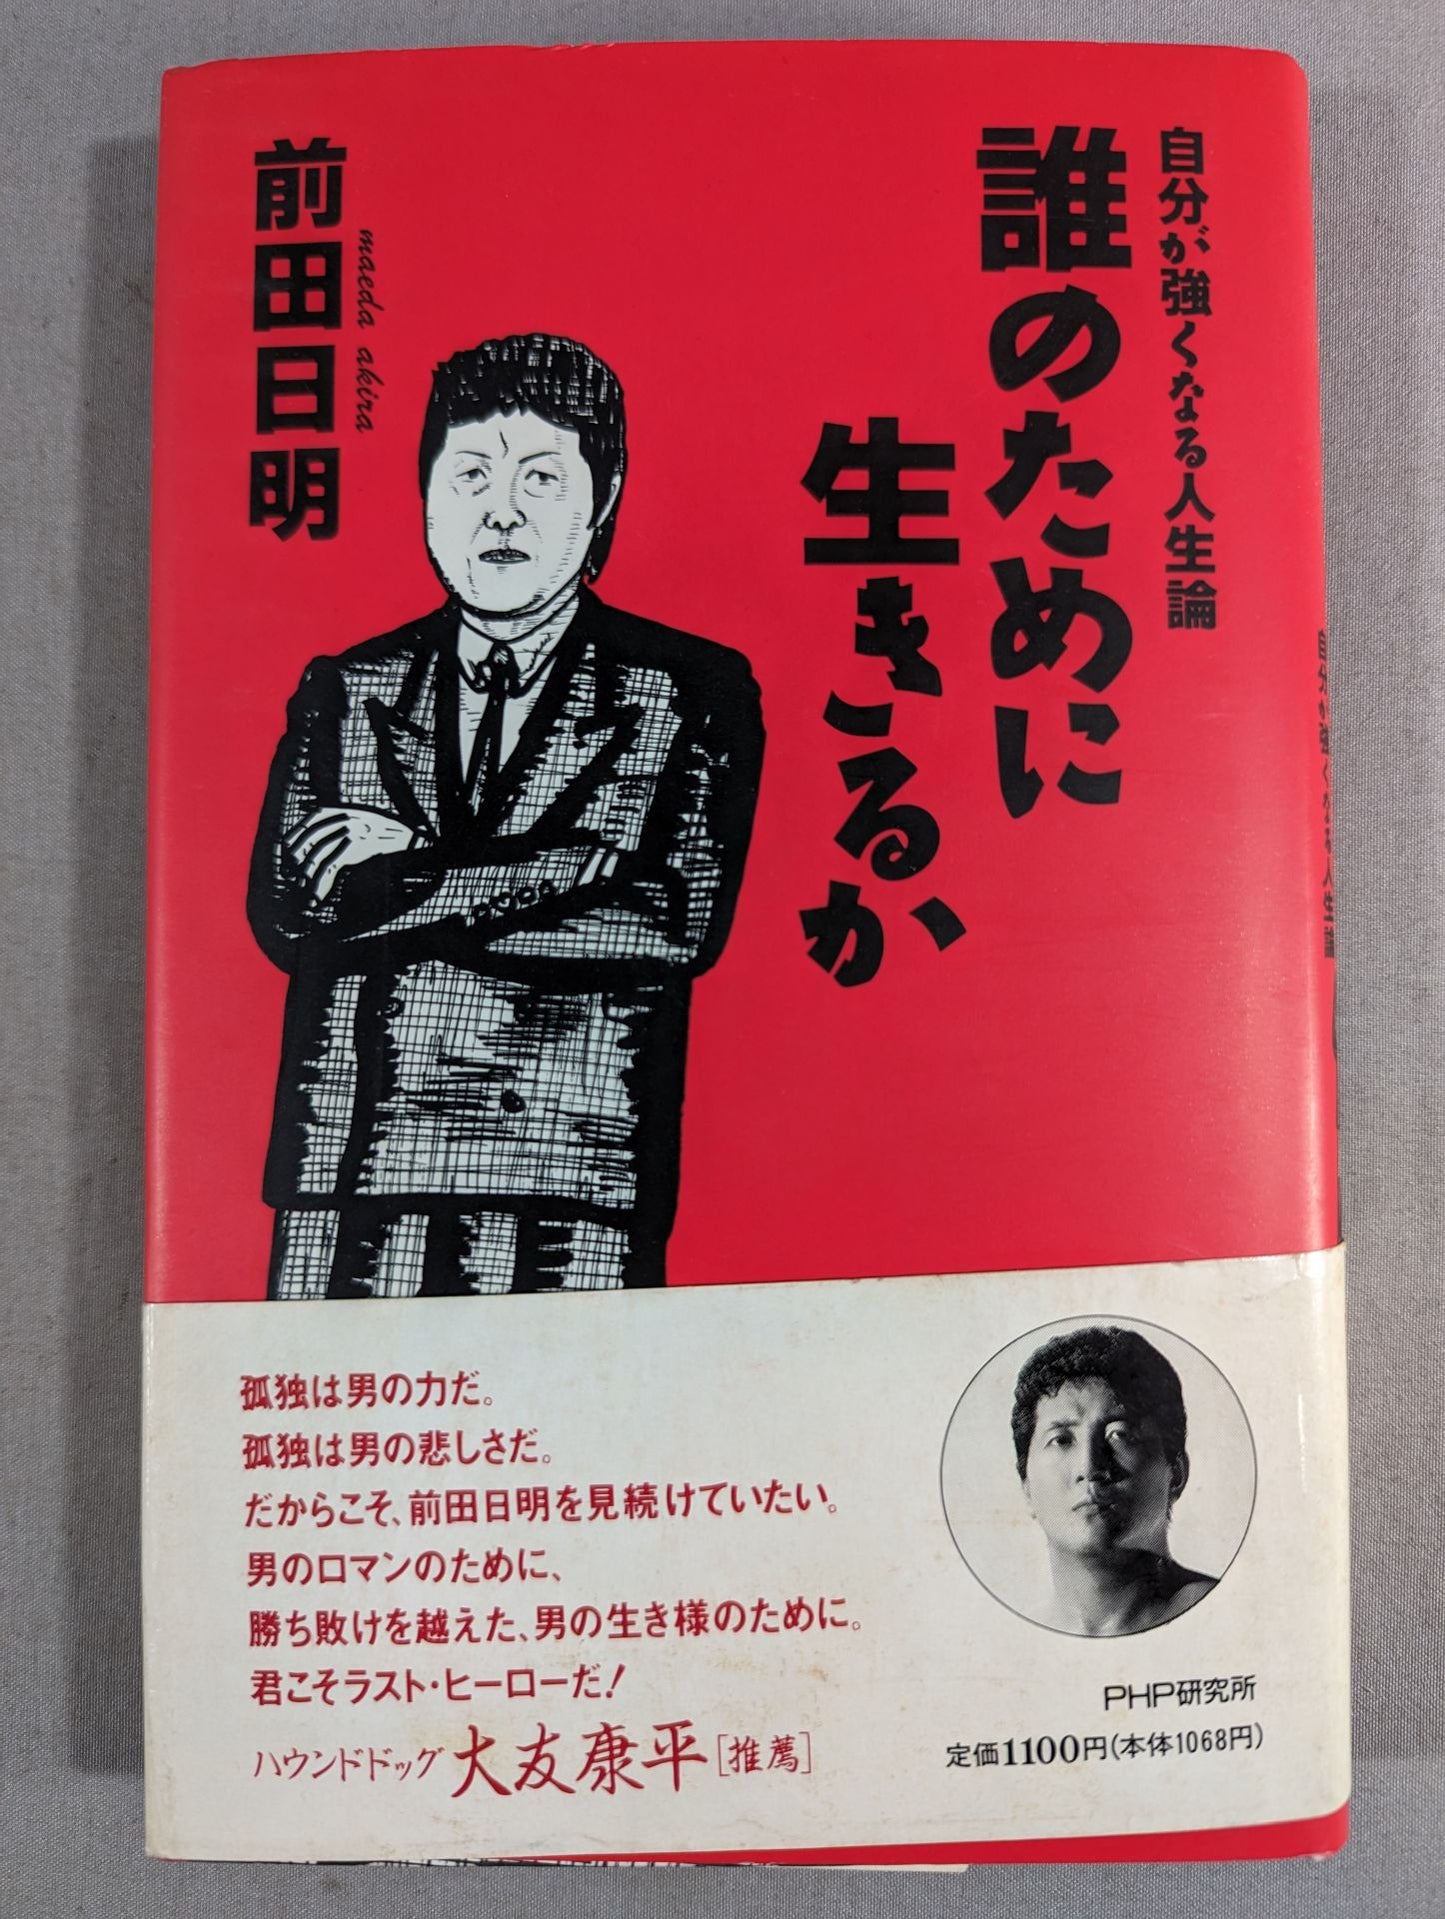 自分が強くなる人生論
誰のために
生きるか
前田日明
maeda akira
孤独は男の力だ。
孤独は男の悲しさだ。
だからこそ、前田日明を見続けていたい。
男のロマンのために、
勝ち敗けを越えた、男の生き様のために。
君こそラスト・ヒーローだ!
ハウンドドッグ 大友康平[推薦]
PHP研究所
定価1100円(本体1068円)